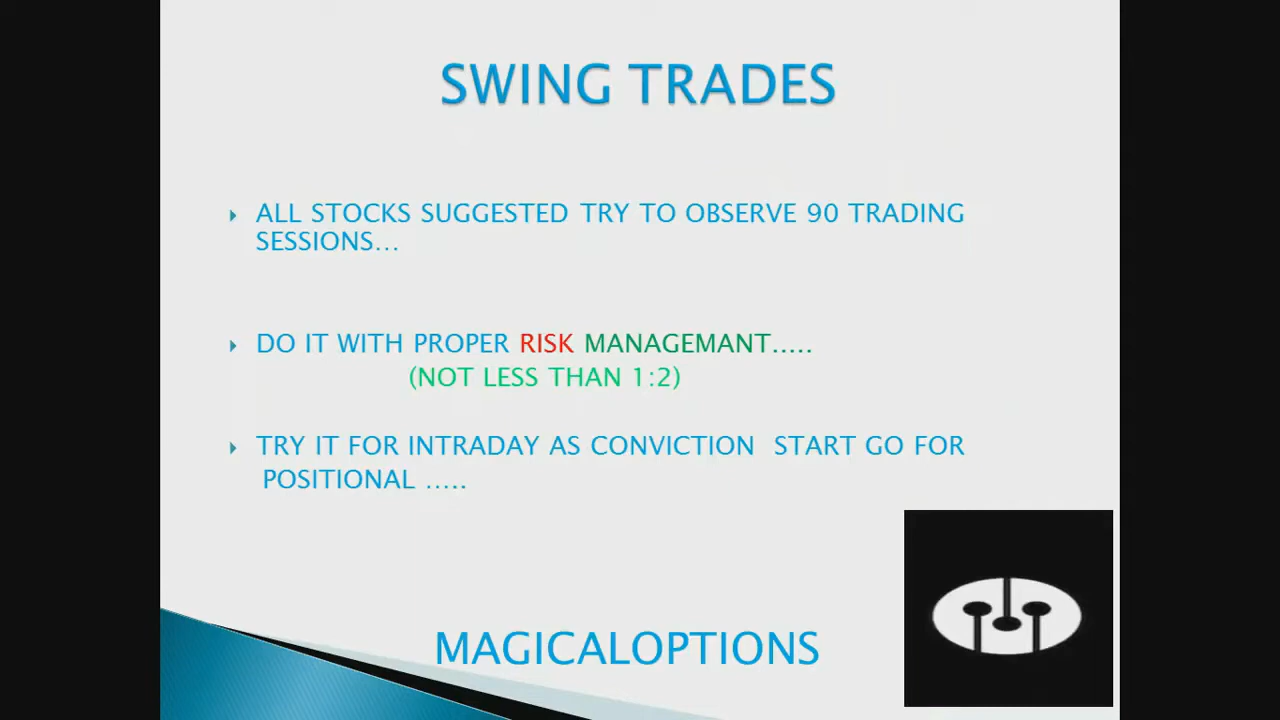 SWING TRADES
ALL STOCKS SUGGESTED TRY TO OBSERVE 90 TRADING
SESSIONS...
DO IT WITH PROPER RISK MANAGEMANT.....
(NOT LESS THAN 1:2)
TRY IT FOR INTRADAY AS CONVICTION START GO FOR
POSITIONAL .....
MAGICALOPTIONS